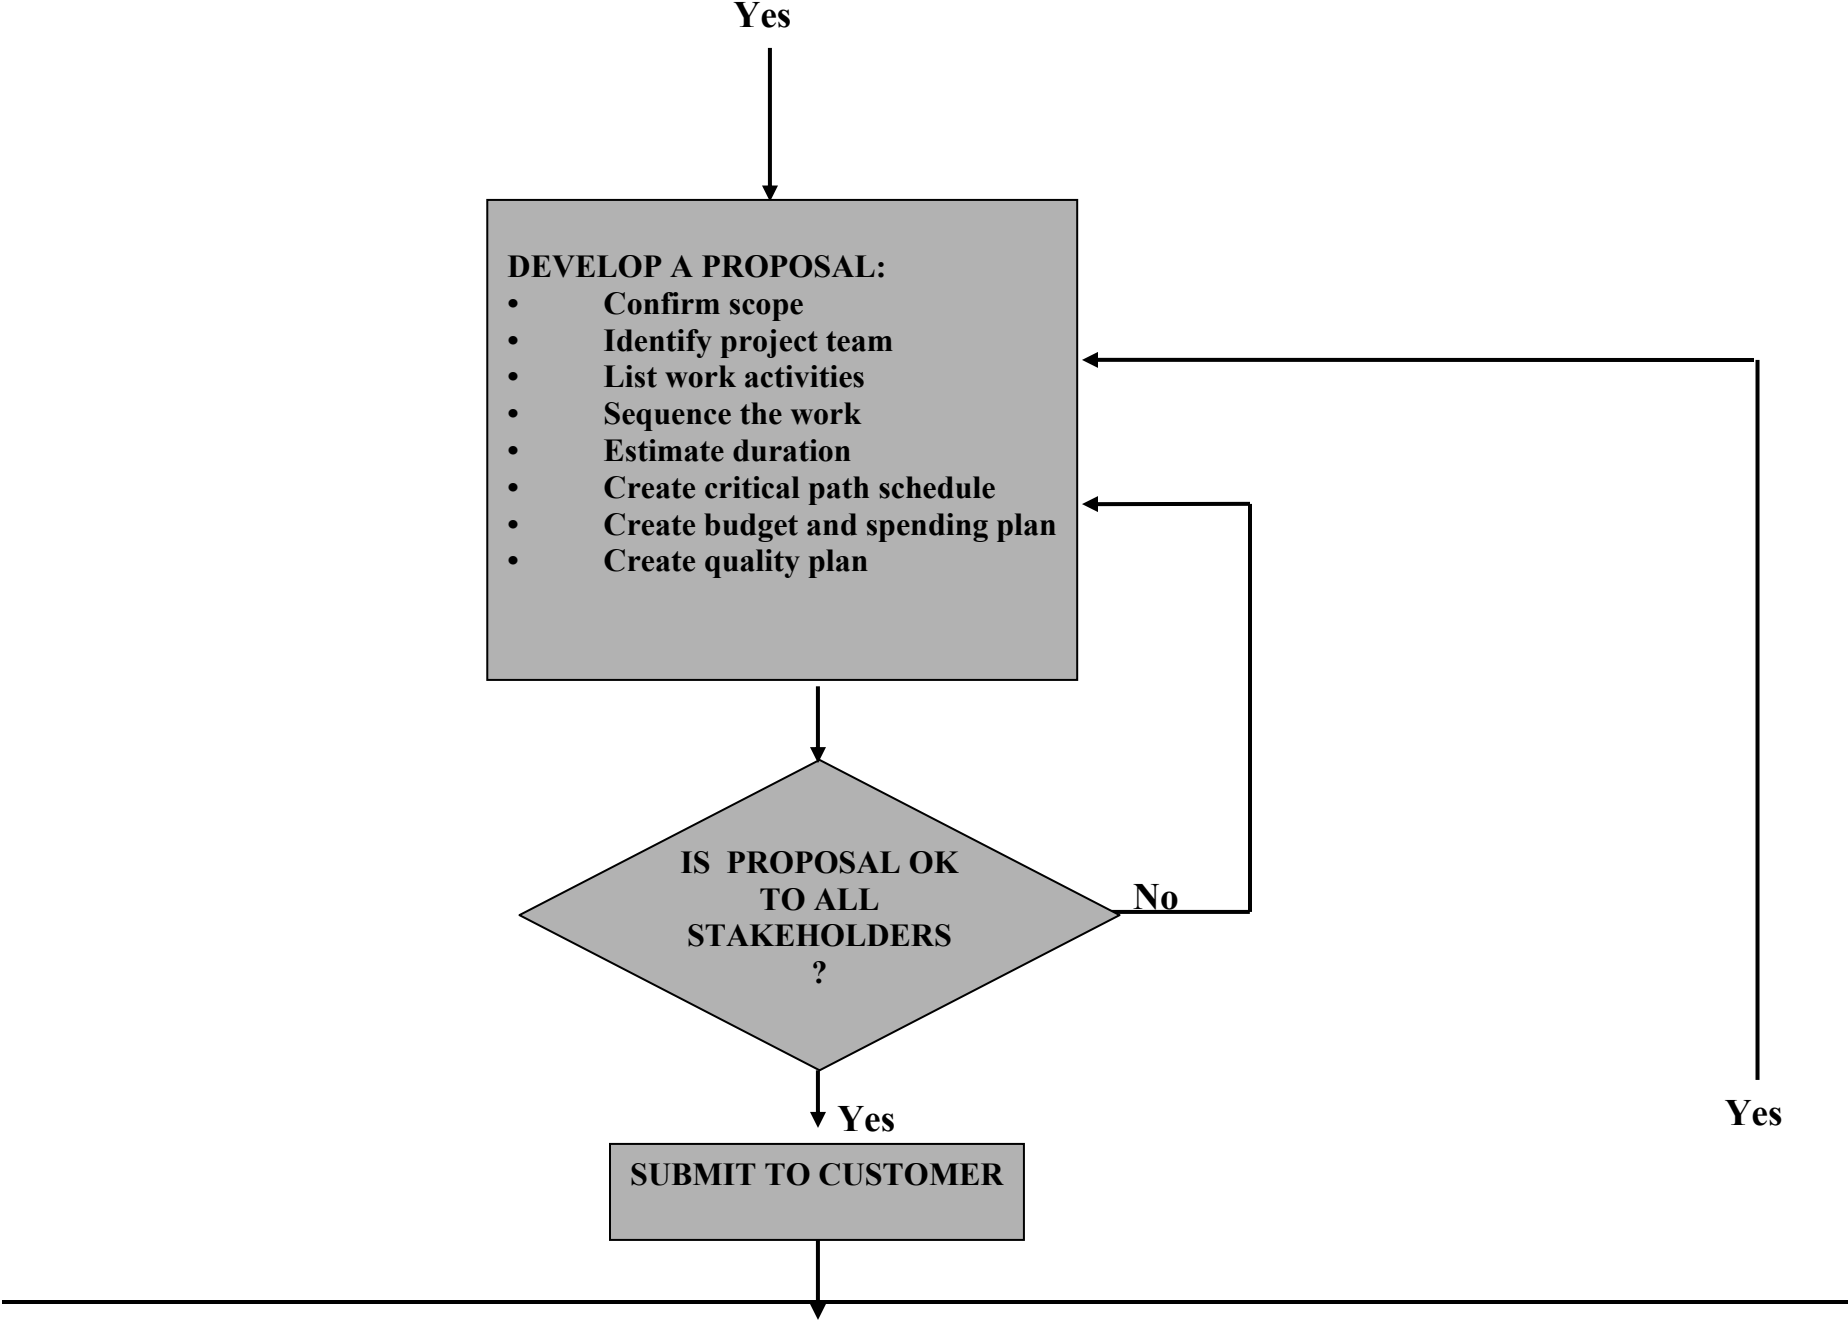 Yes
DEVELOP A PROPOSAL:
• Confirm scope
• Identify project team
• List work activities
• Sequence the work
• Estimate duration
• Create critical path schedule
• Create budget and spending plan
• Create quality plan
IS PROPOSAL OK
TO ALL
STAKEHOLDERS
?
No
Yes
Yes
SUBMIT TO CUSTOMER